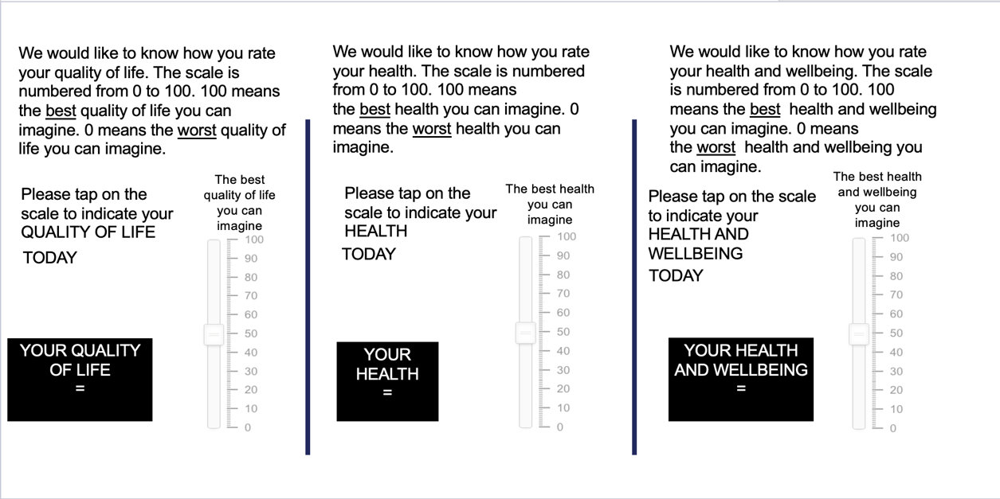 We would like to know how you rate
your quality of life. The scale is
numbered from 0 to 100. 100 means
the best quality of life you can
imagine. 0 means the worst quality of
life you can imagine.
Please tap on the
scale to indicate your
QUALITY OF LIFE
TODAY
The best
quality of life
you can
imagine
100
90
80
70
60
50
40
30
20
10
0
YOUR QUALITY
OF LIFE
=
We would like to know how you rate
your health. The scale is numbered
from 0 to 100. 100 means
the best health you can imagine. 0
means the worst health you can
imagine.
Please tap on the
scale to indicate your
HEALTH
TODAY
The best health
you can
imagine
100
90
80
70
60
50
40
30
20
10
0
YOUR
HEALTH
=
We would like to know how you rate
your health and wellbeing. The scale
is numbered from 0 to 100. 100
means the best health and wellbeing
you can imagine. 0 means
the worst health and wellbeing you
can imagine.
Please tap on the scale
to indicate your
HEALTH AND
WELLBEING
TODAY
The best health
and wellbeing
you can
imagine
100
90
80
70
60
50
40
30
20
10
0
YOUR HEALTH
AND WELLBEING
=